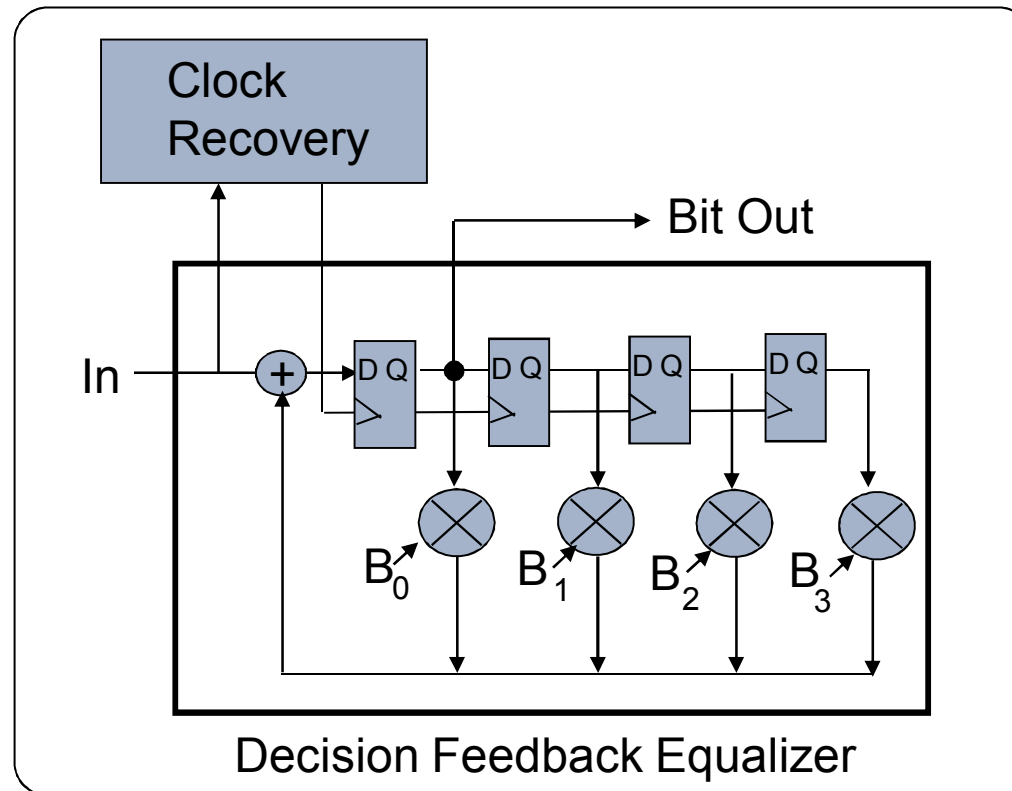 Clock
Recovery
Bit Out
In
+
D Q
D Q
D Q
D Q
B0
B1
B2
B3
Decision Feedback Equalizer